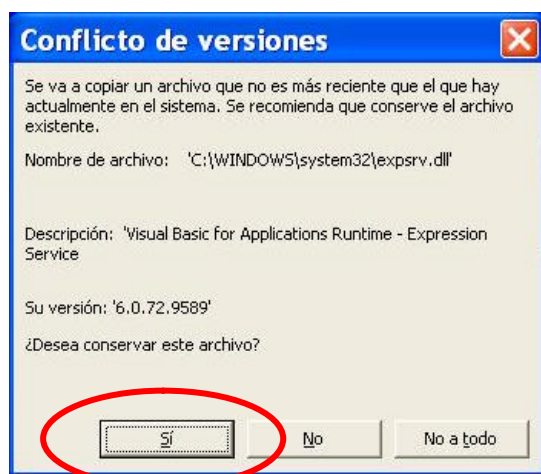 Conflicto de versiones
Se va a copiar un archivo que no es más reciente que el que hay
actualmente en el sistema. Se recomienda que conserve el archivo
existente.
Nombre de archivo: 'C:\WINDOWS\system32\expsrv.dll'
Descripción: 'Visual Basic for Applications Runtime - Expression
Service
Su versión: '6.0.72.9589'
¿Desea conservar este archivo?
Sí No No a todo